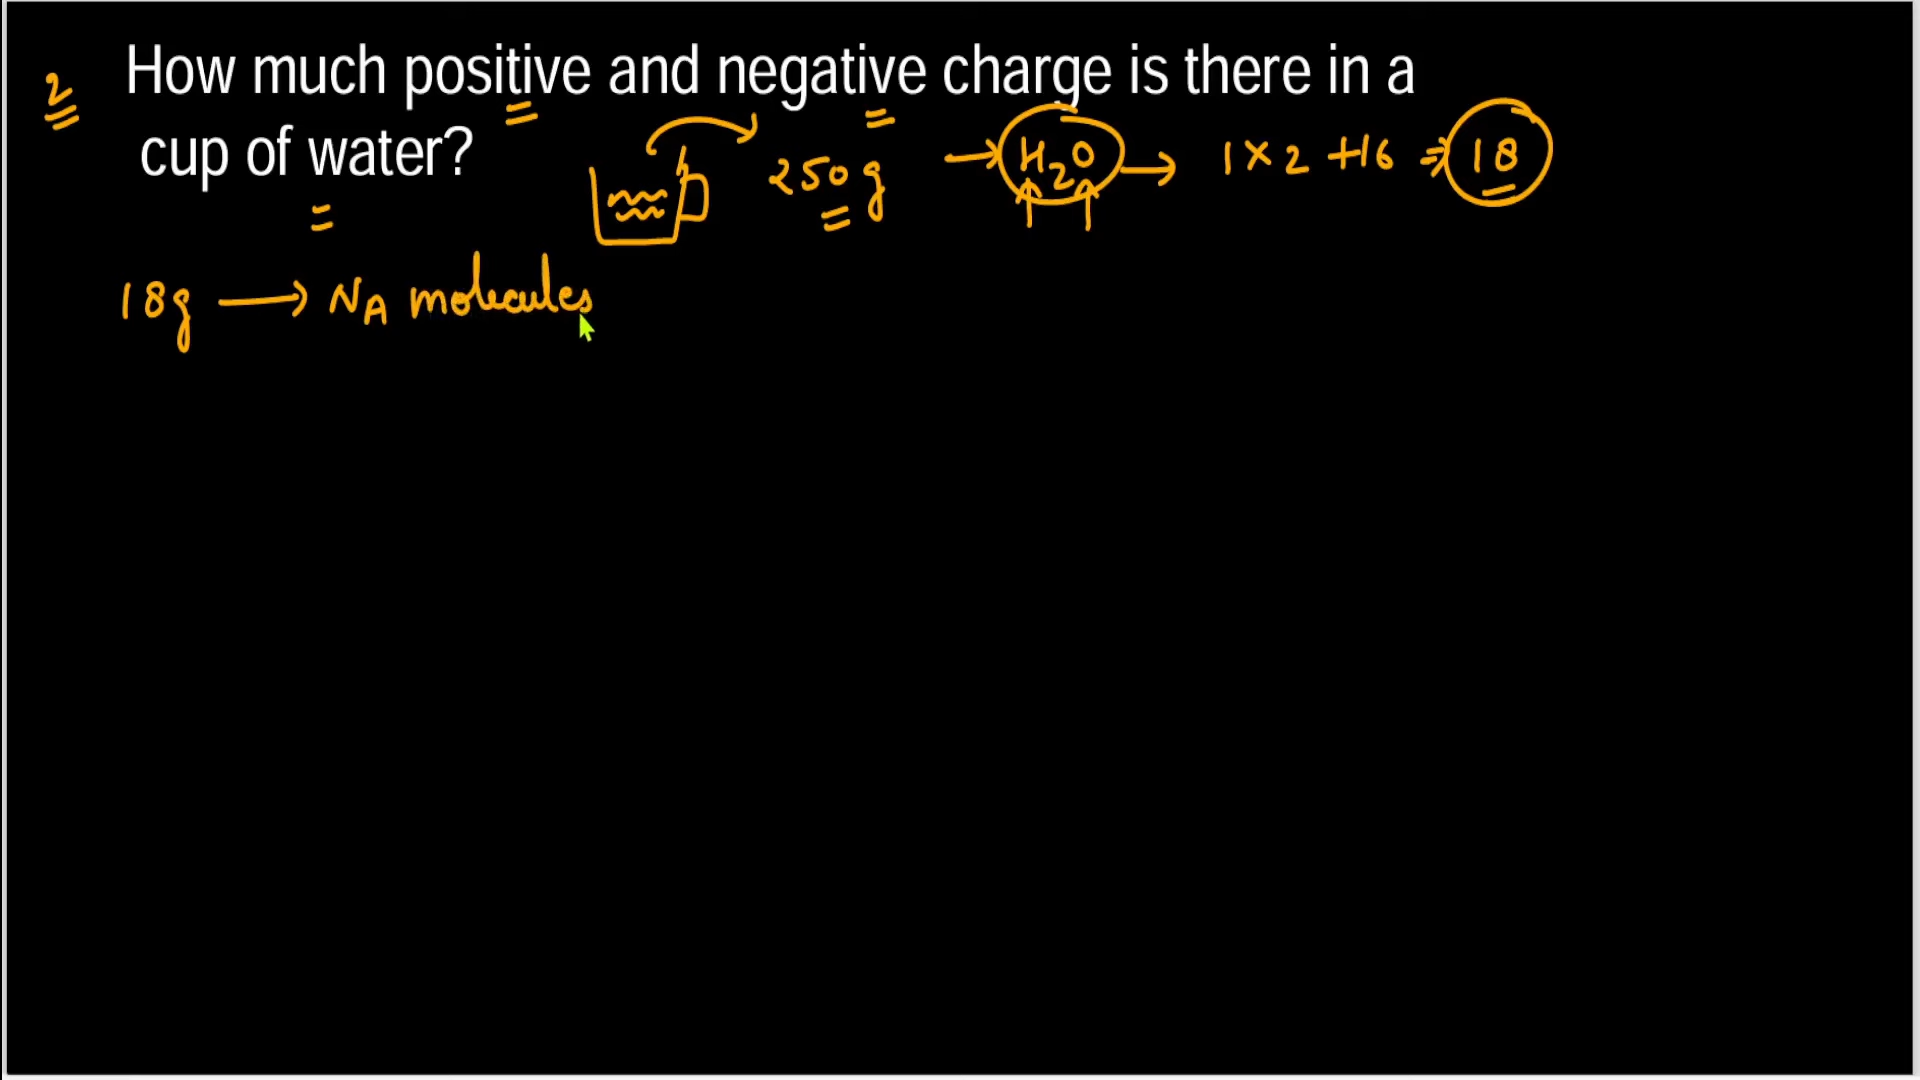 2 How much positive and negative charge is there in a
cup of water? 250g → H₂O → 1 × 2 + 16 ⇒ 18
18g → NA molecules